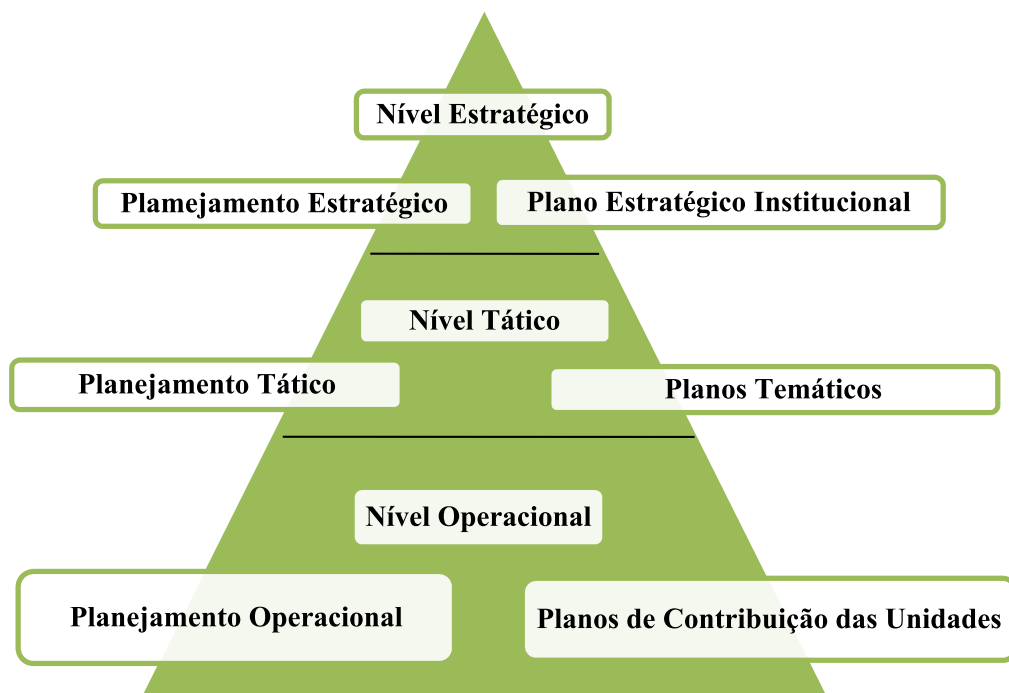 Nível Estratégico
Plamejamento Estratégico
Plano Estratégico Institucional
Nível Tático
Planejamento Tático
Planos Temáticos
Nível Operacional
Planejamento Operacional
Planos de Contribuição das Unidades